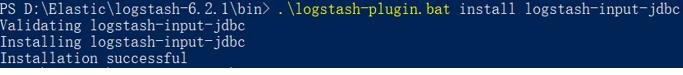 PS D:\Elastic\logstash-6.2.1\bin> .\logstash-plugin.bat install logstash-input-jdbc
Validating logstash-input-jdbc
Installing logstash-input-jdbc
Installation successful